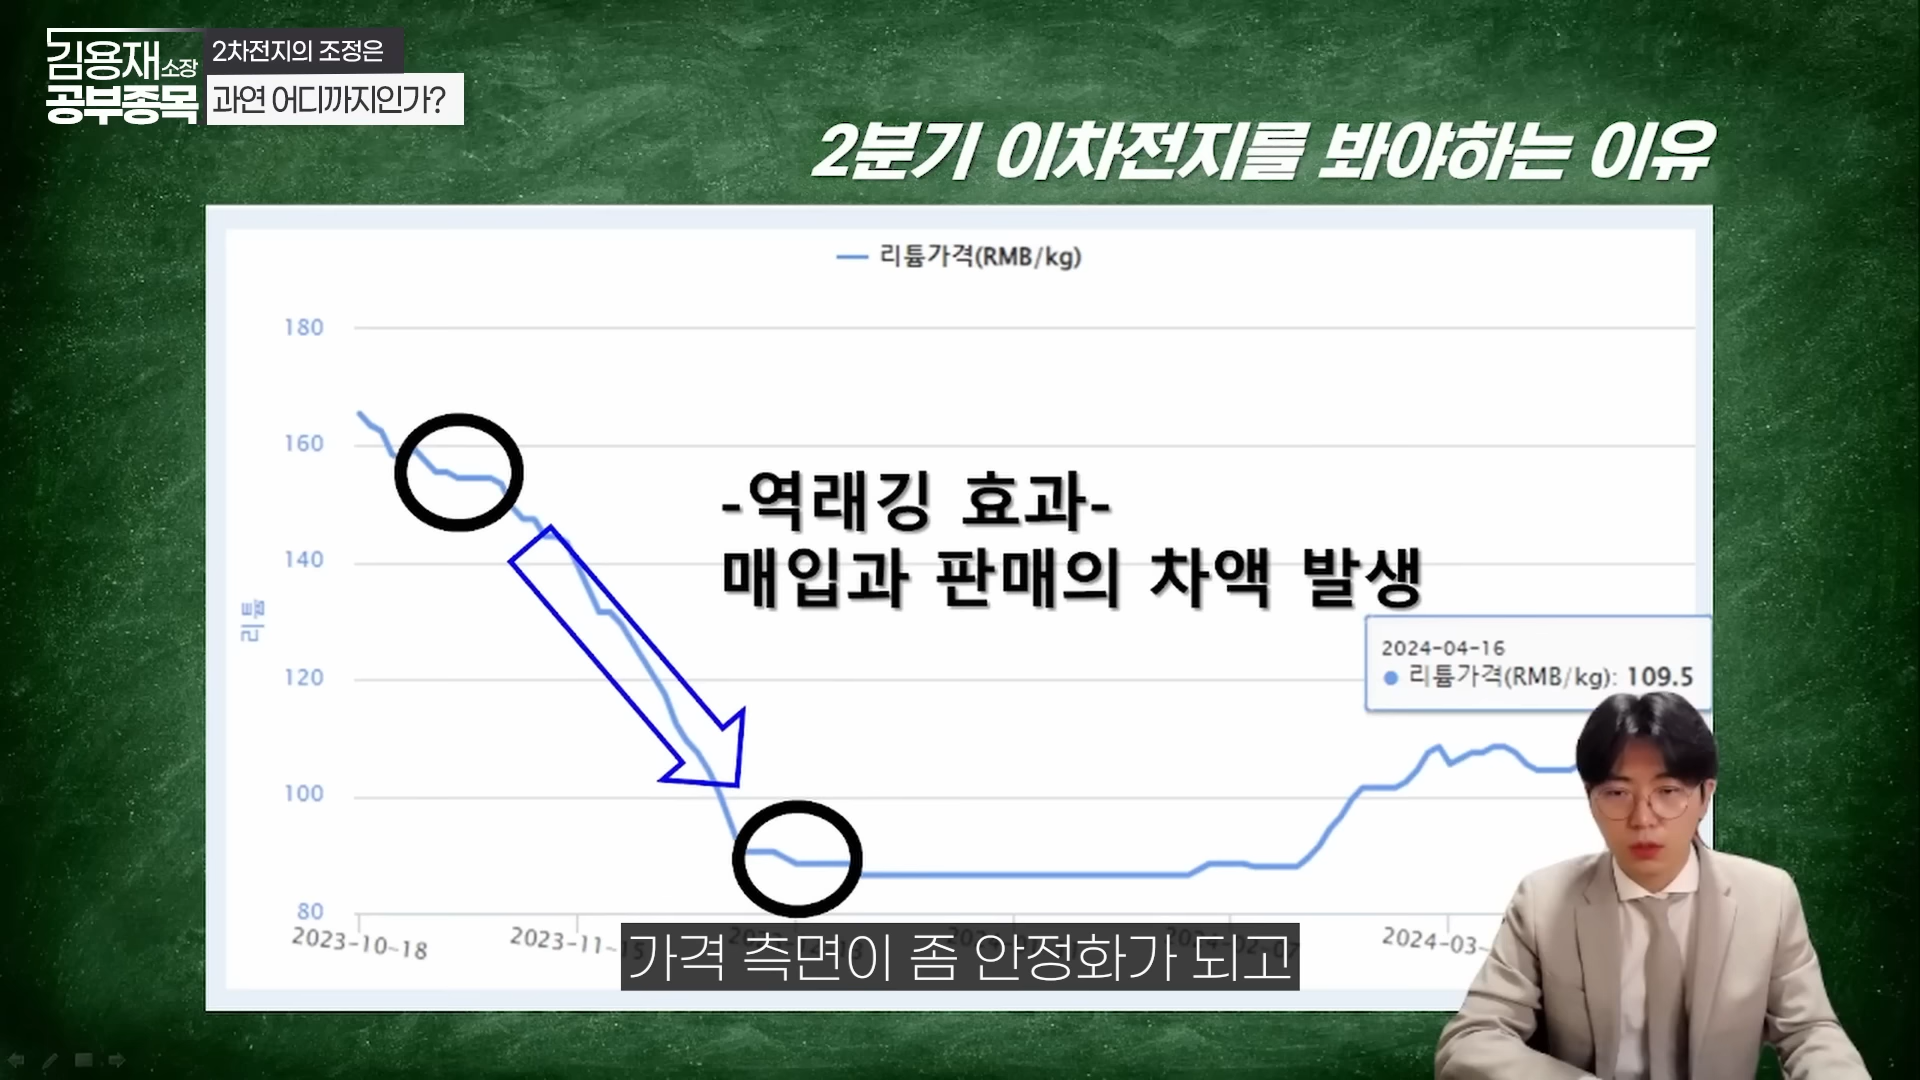 김용재 소장
공부종목
2차전지의 조정은
과연 어디까지인가?
2분기 이차전지를 봐야하는 이유
리튬가격(RMB/kg)
180
160
140
120
100
80
리튬
-역래깅 효과-
매입과 판매의 차액 발생
2024-04-16
리튬가격(RMB/kg): 109.5
2023-10-18
2023-11-15
2024-03-
가격 측면이 좀 안정화가 되고